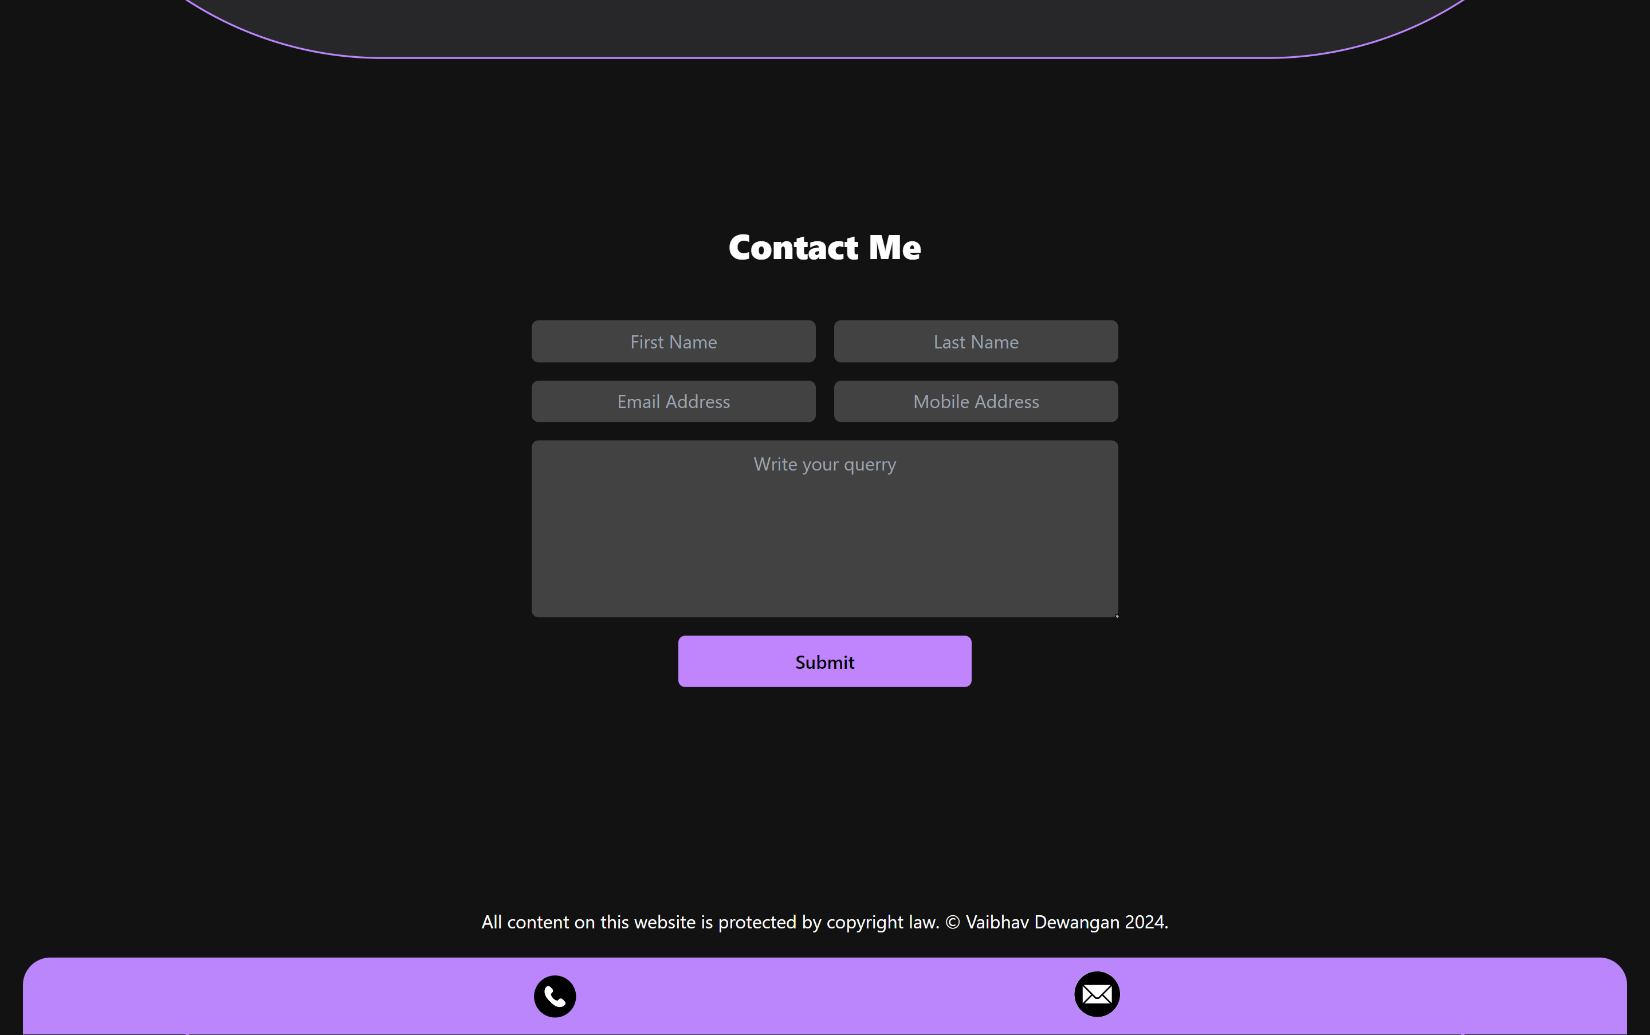 Contact Me
First Name
Last Name
Email Address
Mobile Address
Write your querry
Submit
All content on this website is protected by copyright law. © Vaibhav Dewangan 2024.